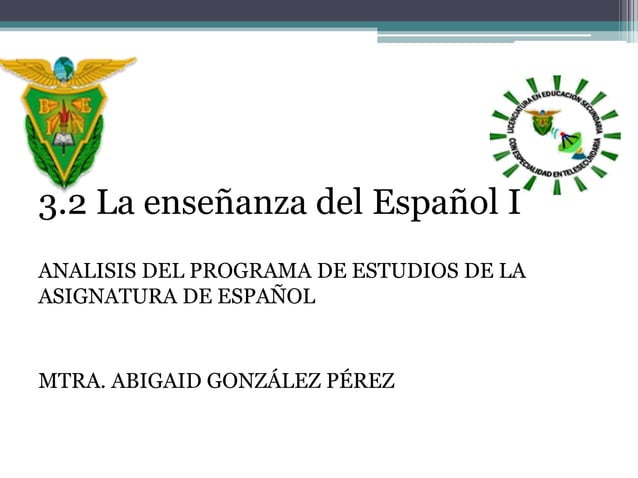 B E
I N
LICENCIATURA EN EDUCACION SECUNDARIA
CON ESPECIALIDAD EN TELESECUNDARIA
3.2 La enseñanza del Español I
ANALISIS DEL PROGRAMA DE ESTUDIOS DE LA
ASIGNATURA DE ESPAÑOL
MTRA. ABIGAID GONZÁLEZ PÉREZ